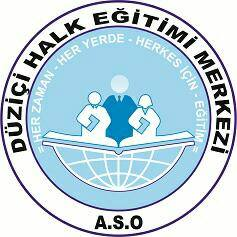 DÜZİÇİ HALK EĞİTİMİ MERKEZİ
= HER ZAMAN - HER YERDE - HERKES İÇİN - EĞİTİM =
A.S.O